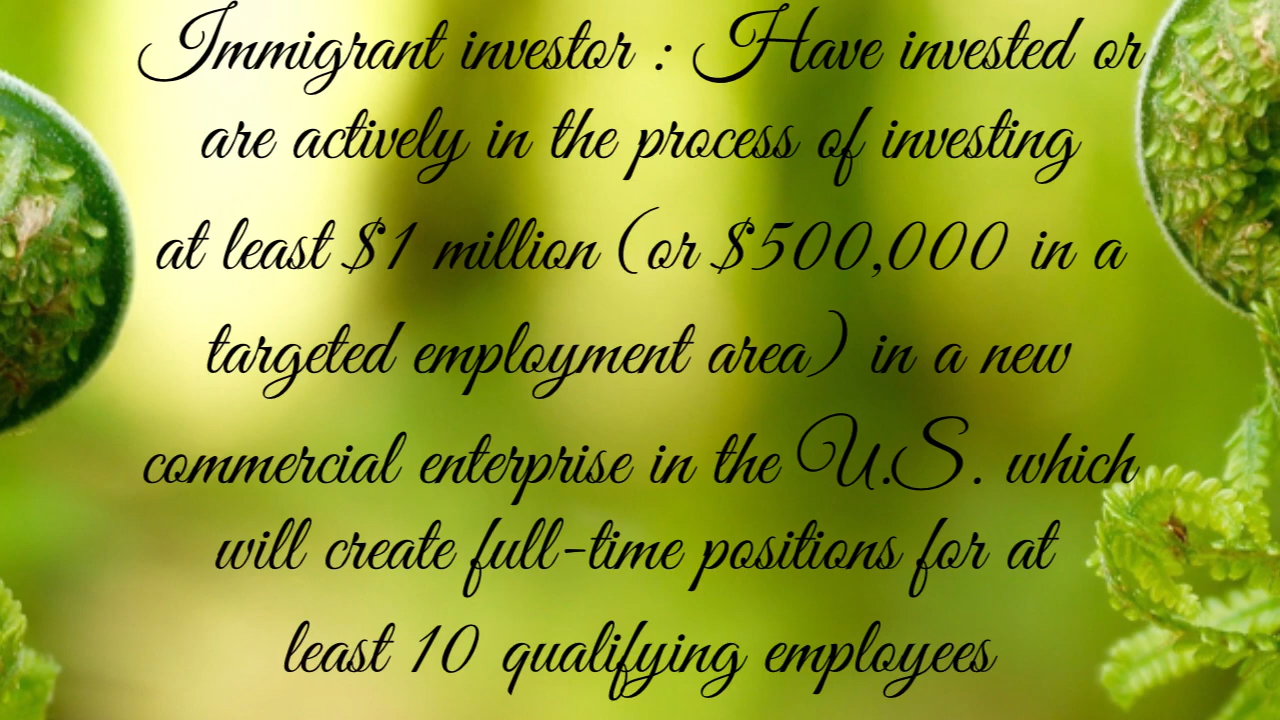 Immigrant investor : Have invested or
are actively in the process of investing
at least $1 million (or $500,000 in a
targeted employment area) in a new
commercial enterprise in the U.S. which
will create full-time positions for at
least 10 qualifying employees